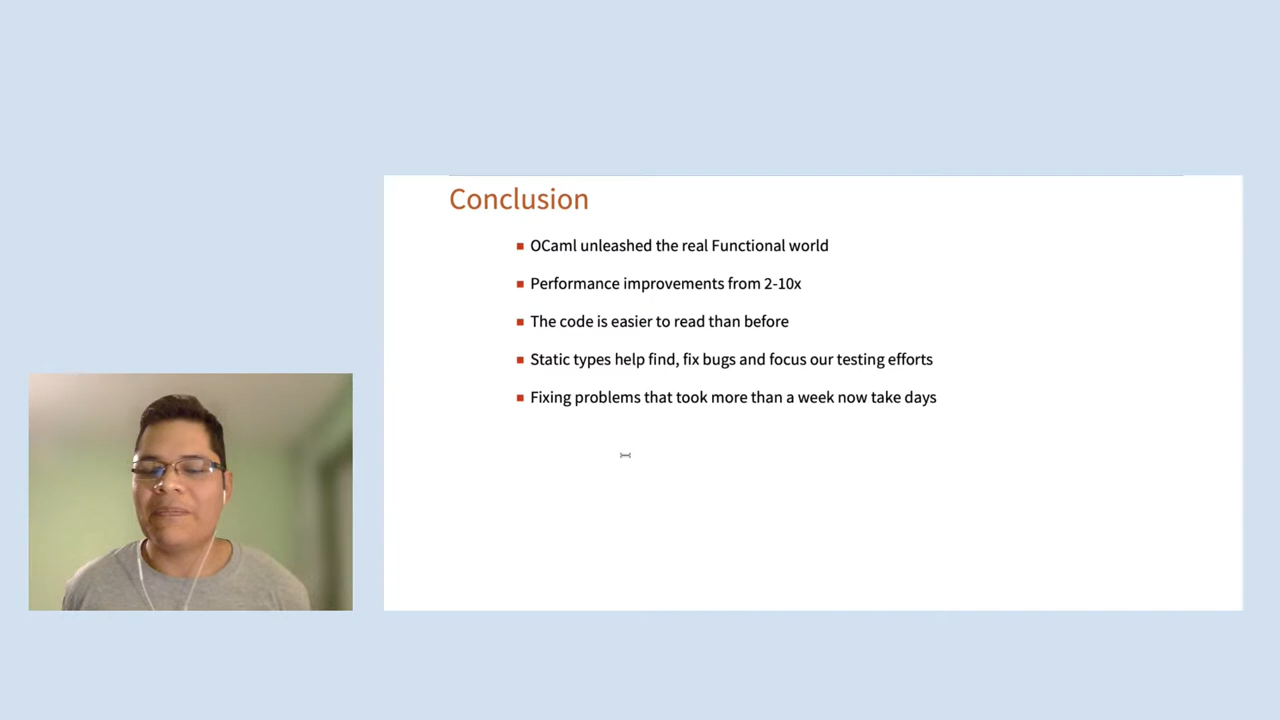 Conclusion
OCaml unleashed the real Functional world
Performance improvements from 2-10x
The code is easier to read than before
Static types help find, fix bugs and focus our testing efforts
Fixing problems that took more than a week now take days